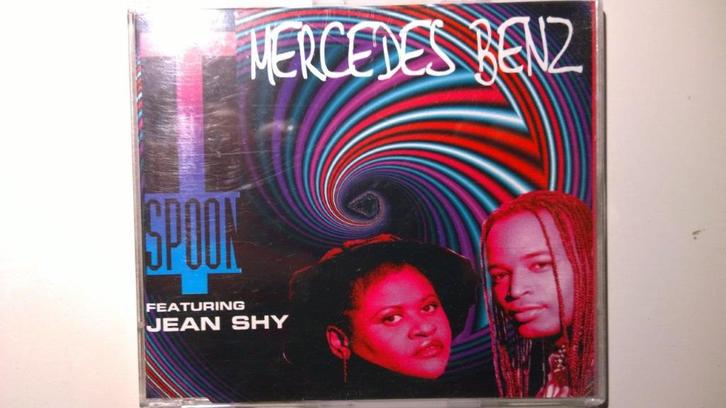 MERCEDES BENZ
T
SPOON
FEATURING
JEAN SHY